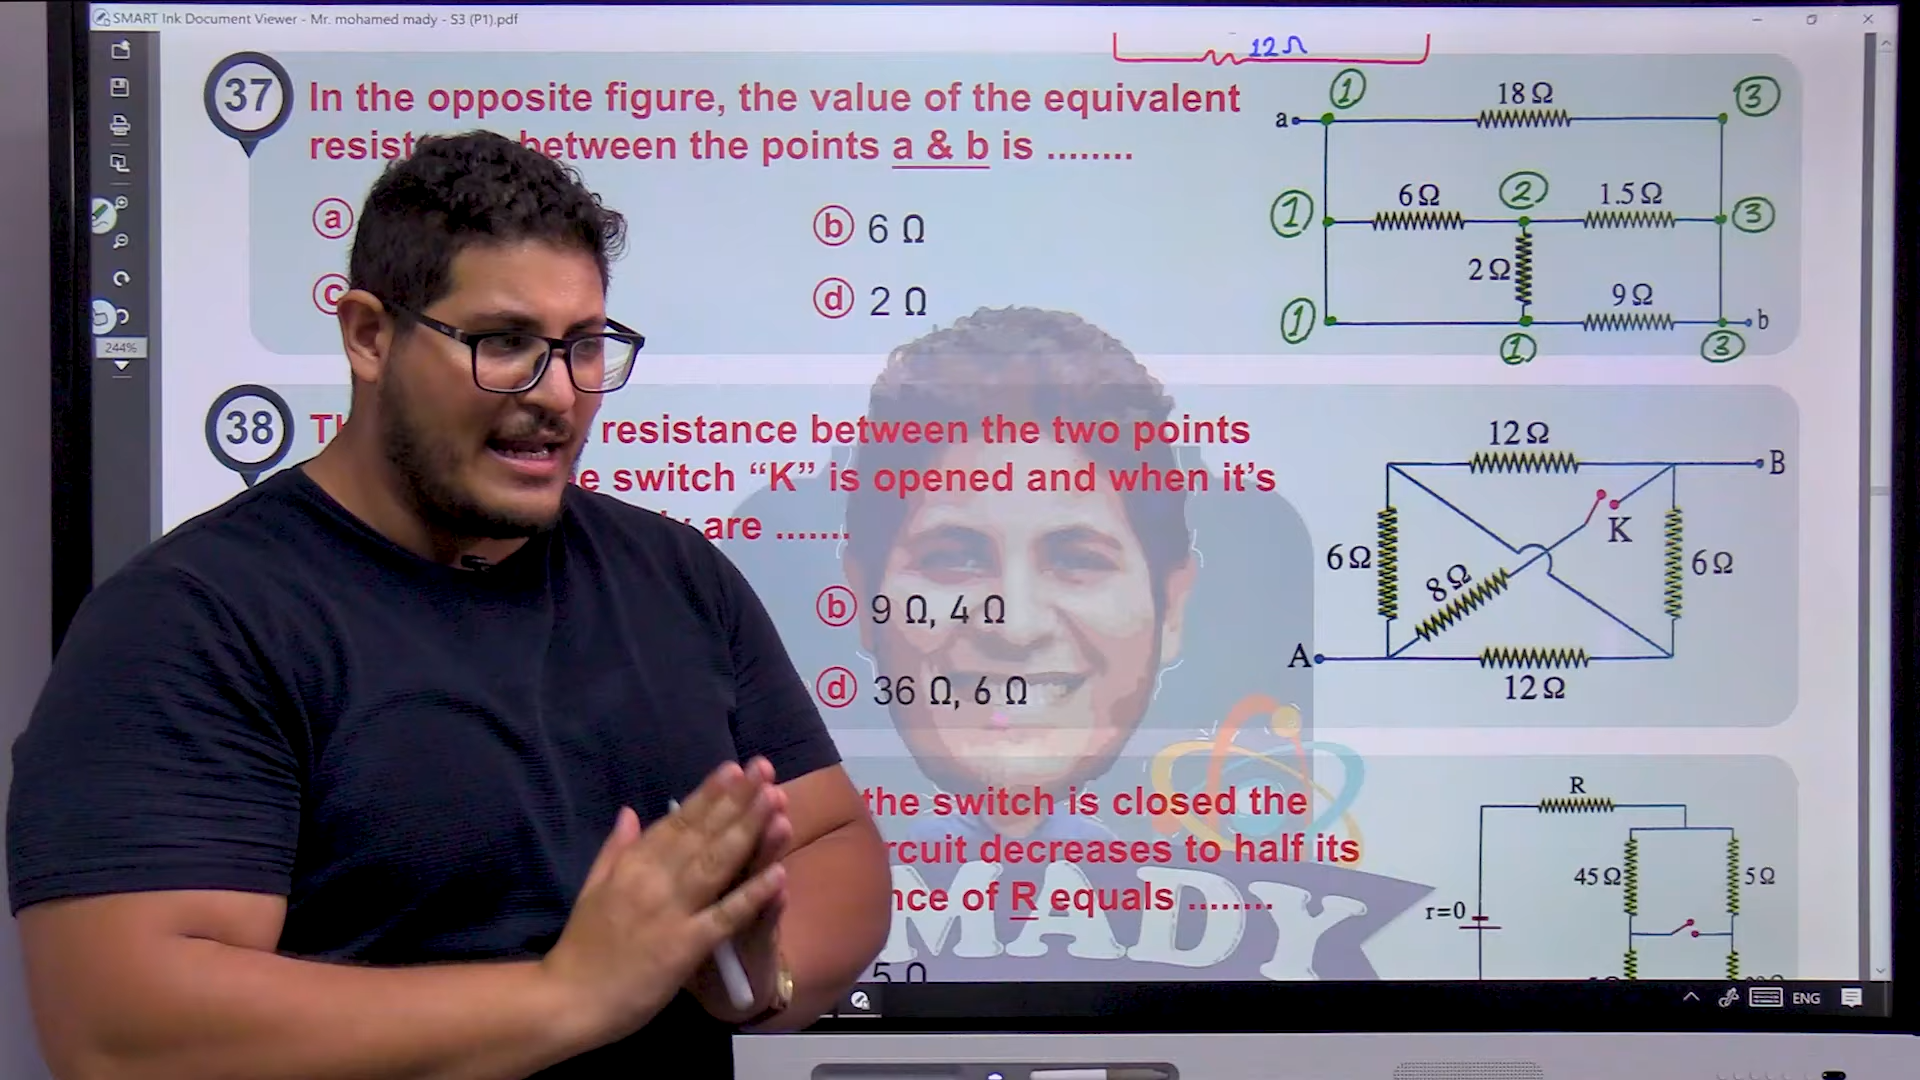 SMART Ink Document Viewer - Mr. mohamed mady - S3 (P1).pdf
12 Ω
37 In the opposite figure, the value of the equivalent
between the points a & b is ........
a
b 6 Ω
c
d 2 Ω
a
18 Ω
6 Ω
1.5 Ω
2 Ω
9 Ω
b
1
3
1
2
3
1
1
3
244%
38
resistance between the two points
switch “K” is opened and when it’s
are .......
b 9 Ω, 4 Ω
d 36 Ω, 6 Ω
12 Ω
B
K
6 Ω
8 Ω
6 Ω
A
12 Ω
the switch is closed the
decreases to half its
of R equals ........
5 Ω
R
45 Ω
5 Ω
r=0
MADY
ENG